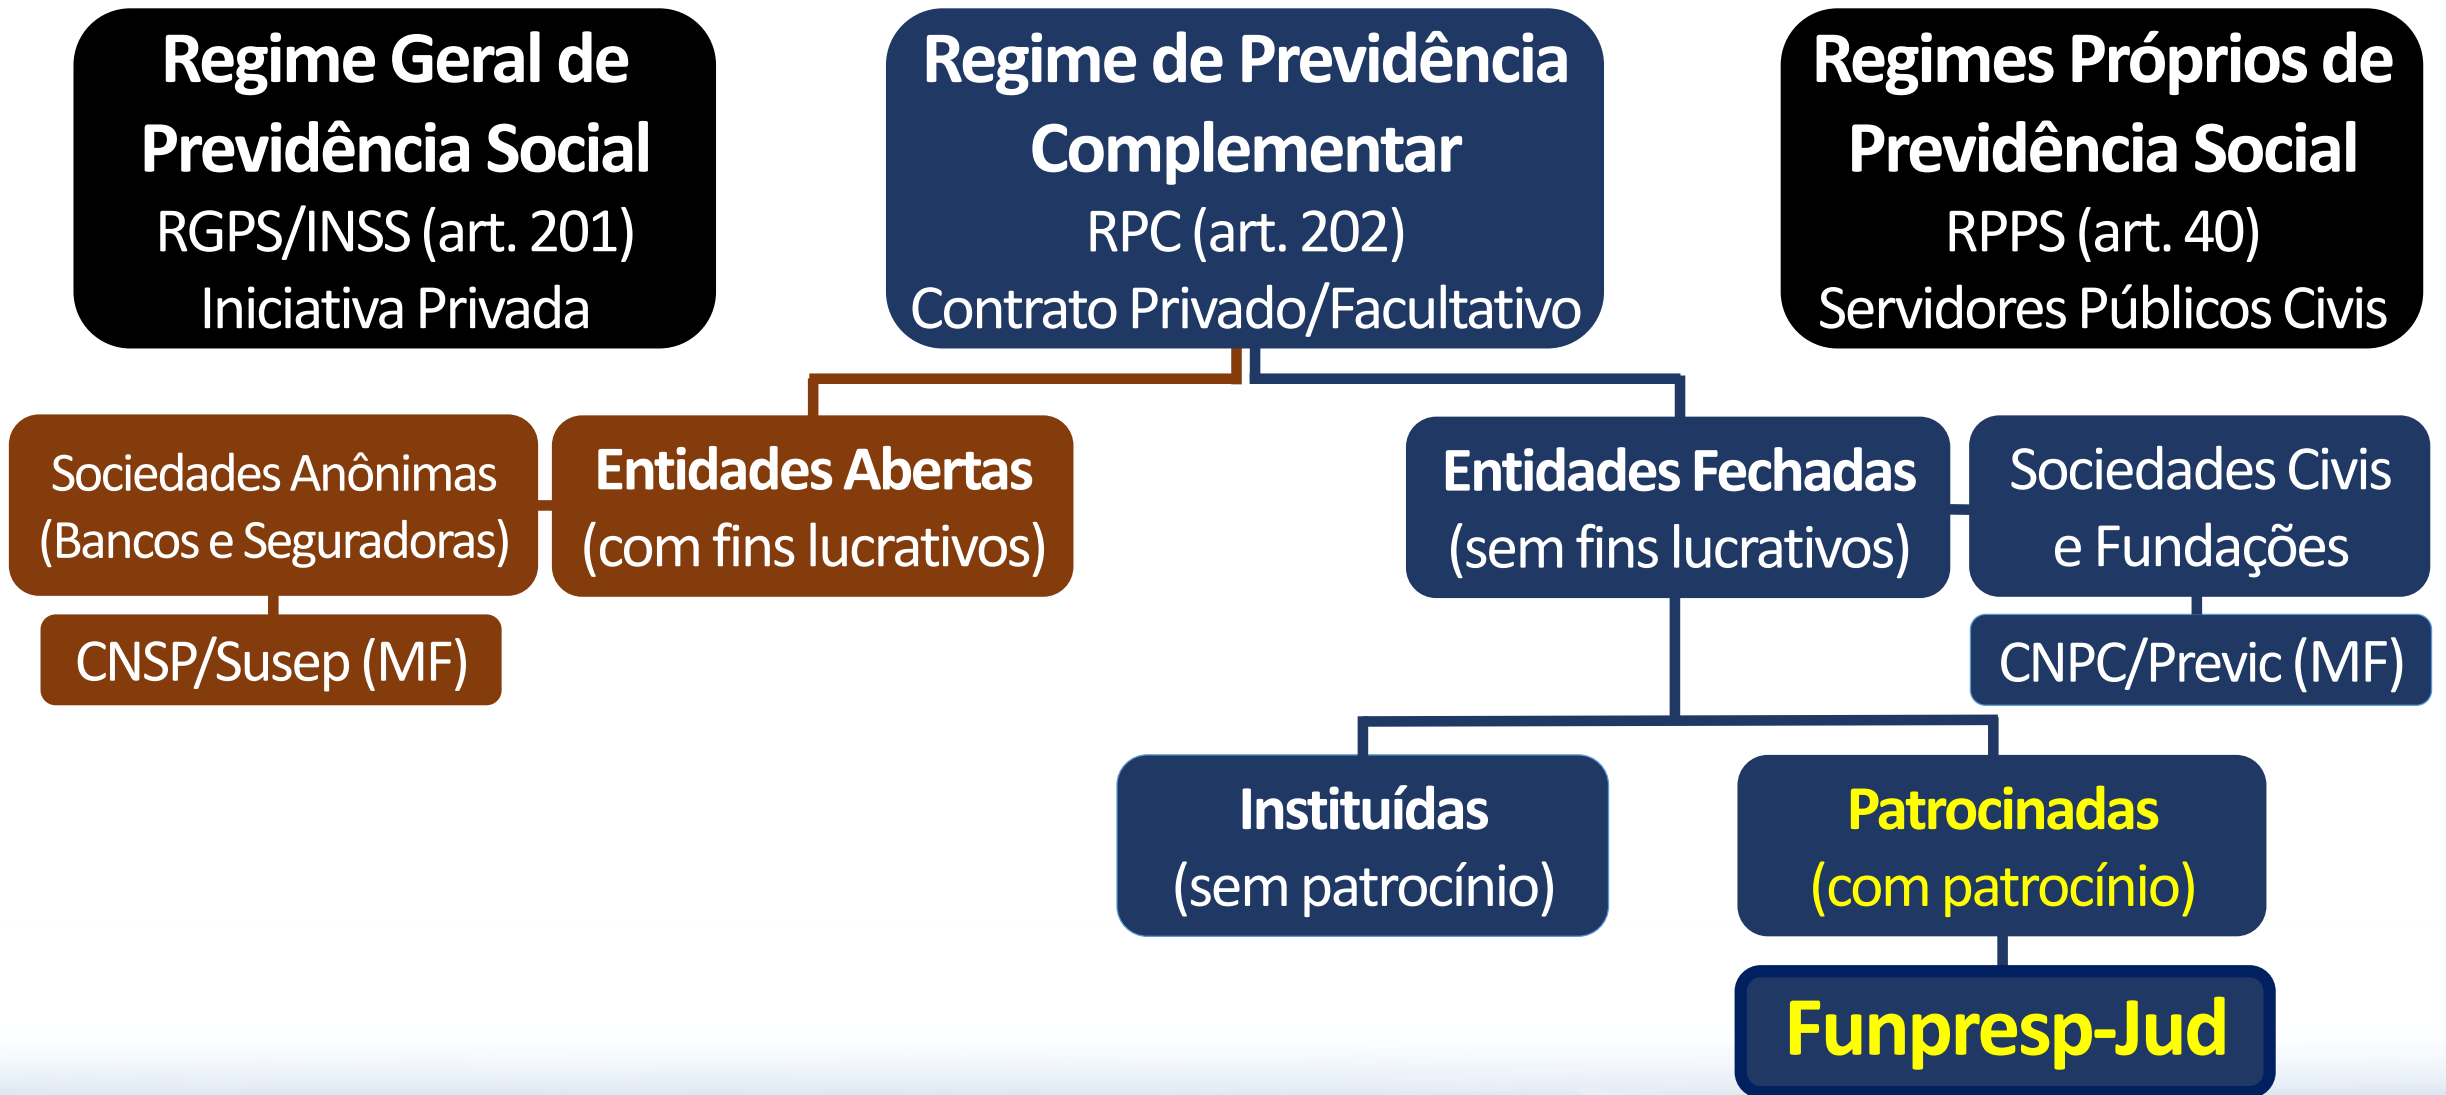 Regime Geral de
Previdência Social
RGPS/INSS (art. 201)
Iniciativa Privada
Regime de Previdência
Complementar
RPC (art. 202)
Contrato Privado/Facultativo
Regimes Próprios de
Previdência Social
RPPS (art. 40)
Servidores Públicos Civis
Sociedades Anônimas
(Bancos e Seguradoras)
Entidades Abertas
(com fins lucrativos)
Entidades Fechadas
(sem fins lucrativos)
Sociedades Civis
e Fundações
CNSP/Susep (MF)
CNPC/Previc (MF)
Instituídas
(sem patrocínio)
Patrocinadas
(com patrocínio)
Funpresp-Jud